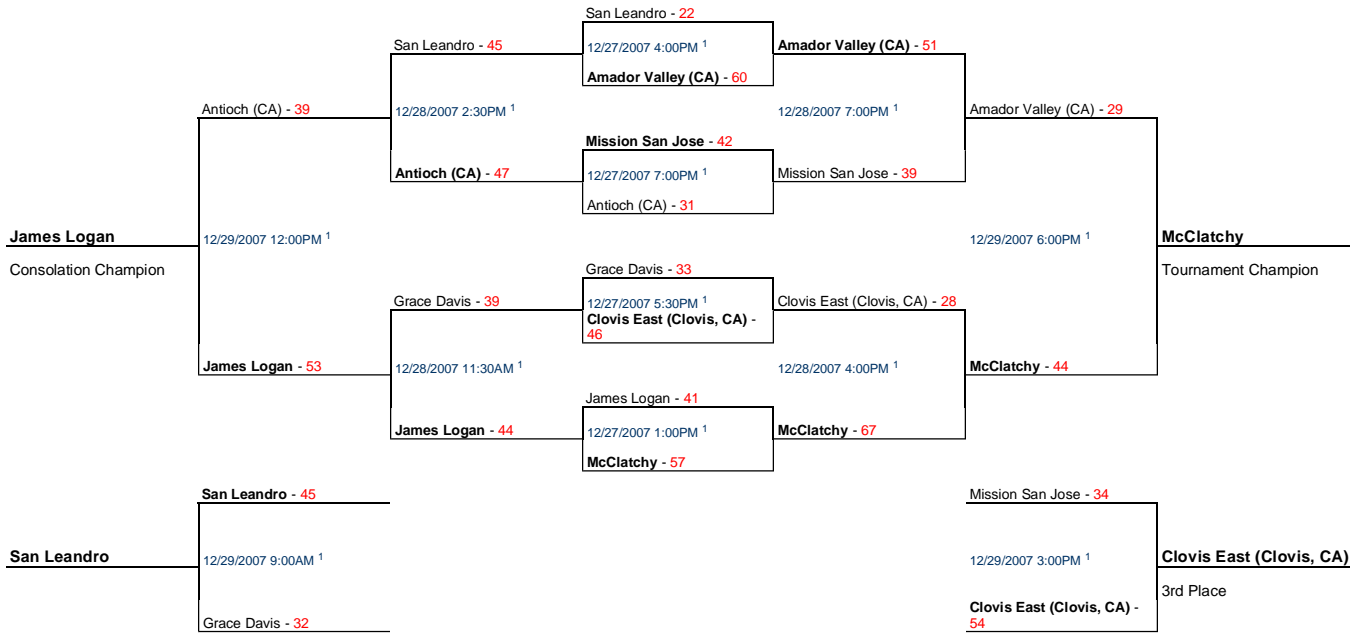 San Leandro - 22
San Leandro - 45
12/27/2007 4:00PM 1
Amador Valley (CA) - 51
Amador Valley (CA) - 60
Antioch (CA) - 39
12/28/2007 2:30PM 1
12/28/2007 7:00PM 1
Amador Valley (CA) - 29
Mission San Jose - 42
Antioch (CA) - 47
12/27/2007 7:00PM 1
Mission San Jose - 39
Antioch (CA) - 31
James Logan
12/29/2007 12:00PM 1
12/29/2007 6:00PM 1
McClatchy
Consolation Champion
Grace Davis - 33
Tournament Champion
Grace Davis - 39
12/27/2007 5:30PM 1
Clovis East (Clovis, CA) - 28
Clovis East (Clovis, CA) -
46
James Logan - 53
12/28/2007 11:30AM 1
12/28/2007 4:00PM 1
McClatchy - 44
James Logan - 41
James Logan - 44
12/27/2007 1:00PM 1
McClatchy - 67
McClatchy - 57
San Leandro - 45
Mission San Jose - 34
San Leandro
12/29/2007 9:00AM 1
12/29/2007 3:00PM 1
Clovis East (Clovis, CA)
3rd Place
Clovis East (Clovis, CA) -
54
Grace Davis - 32